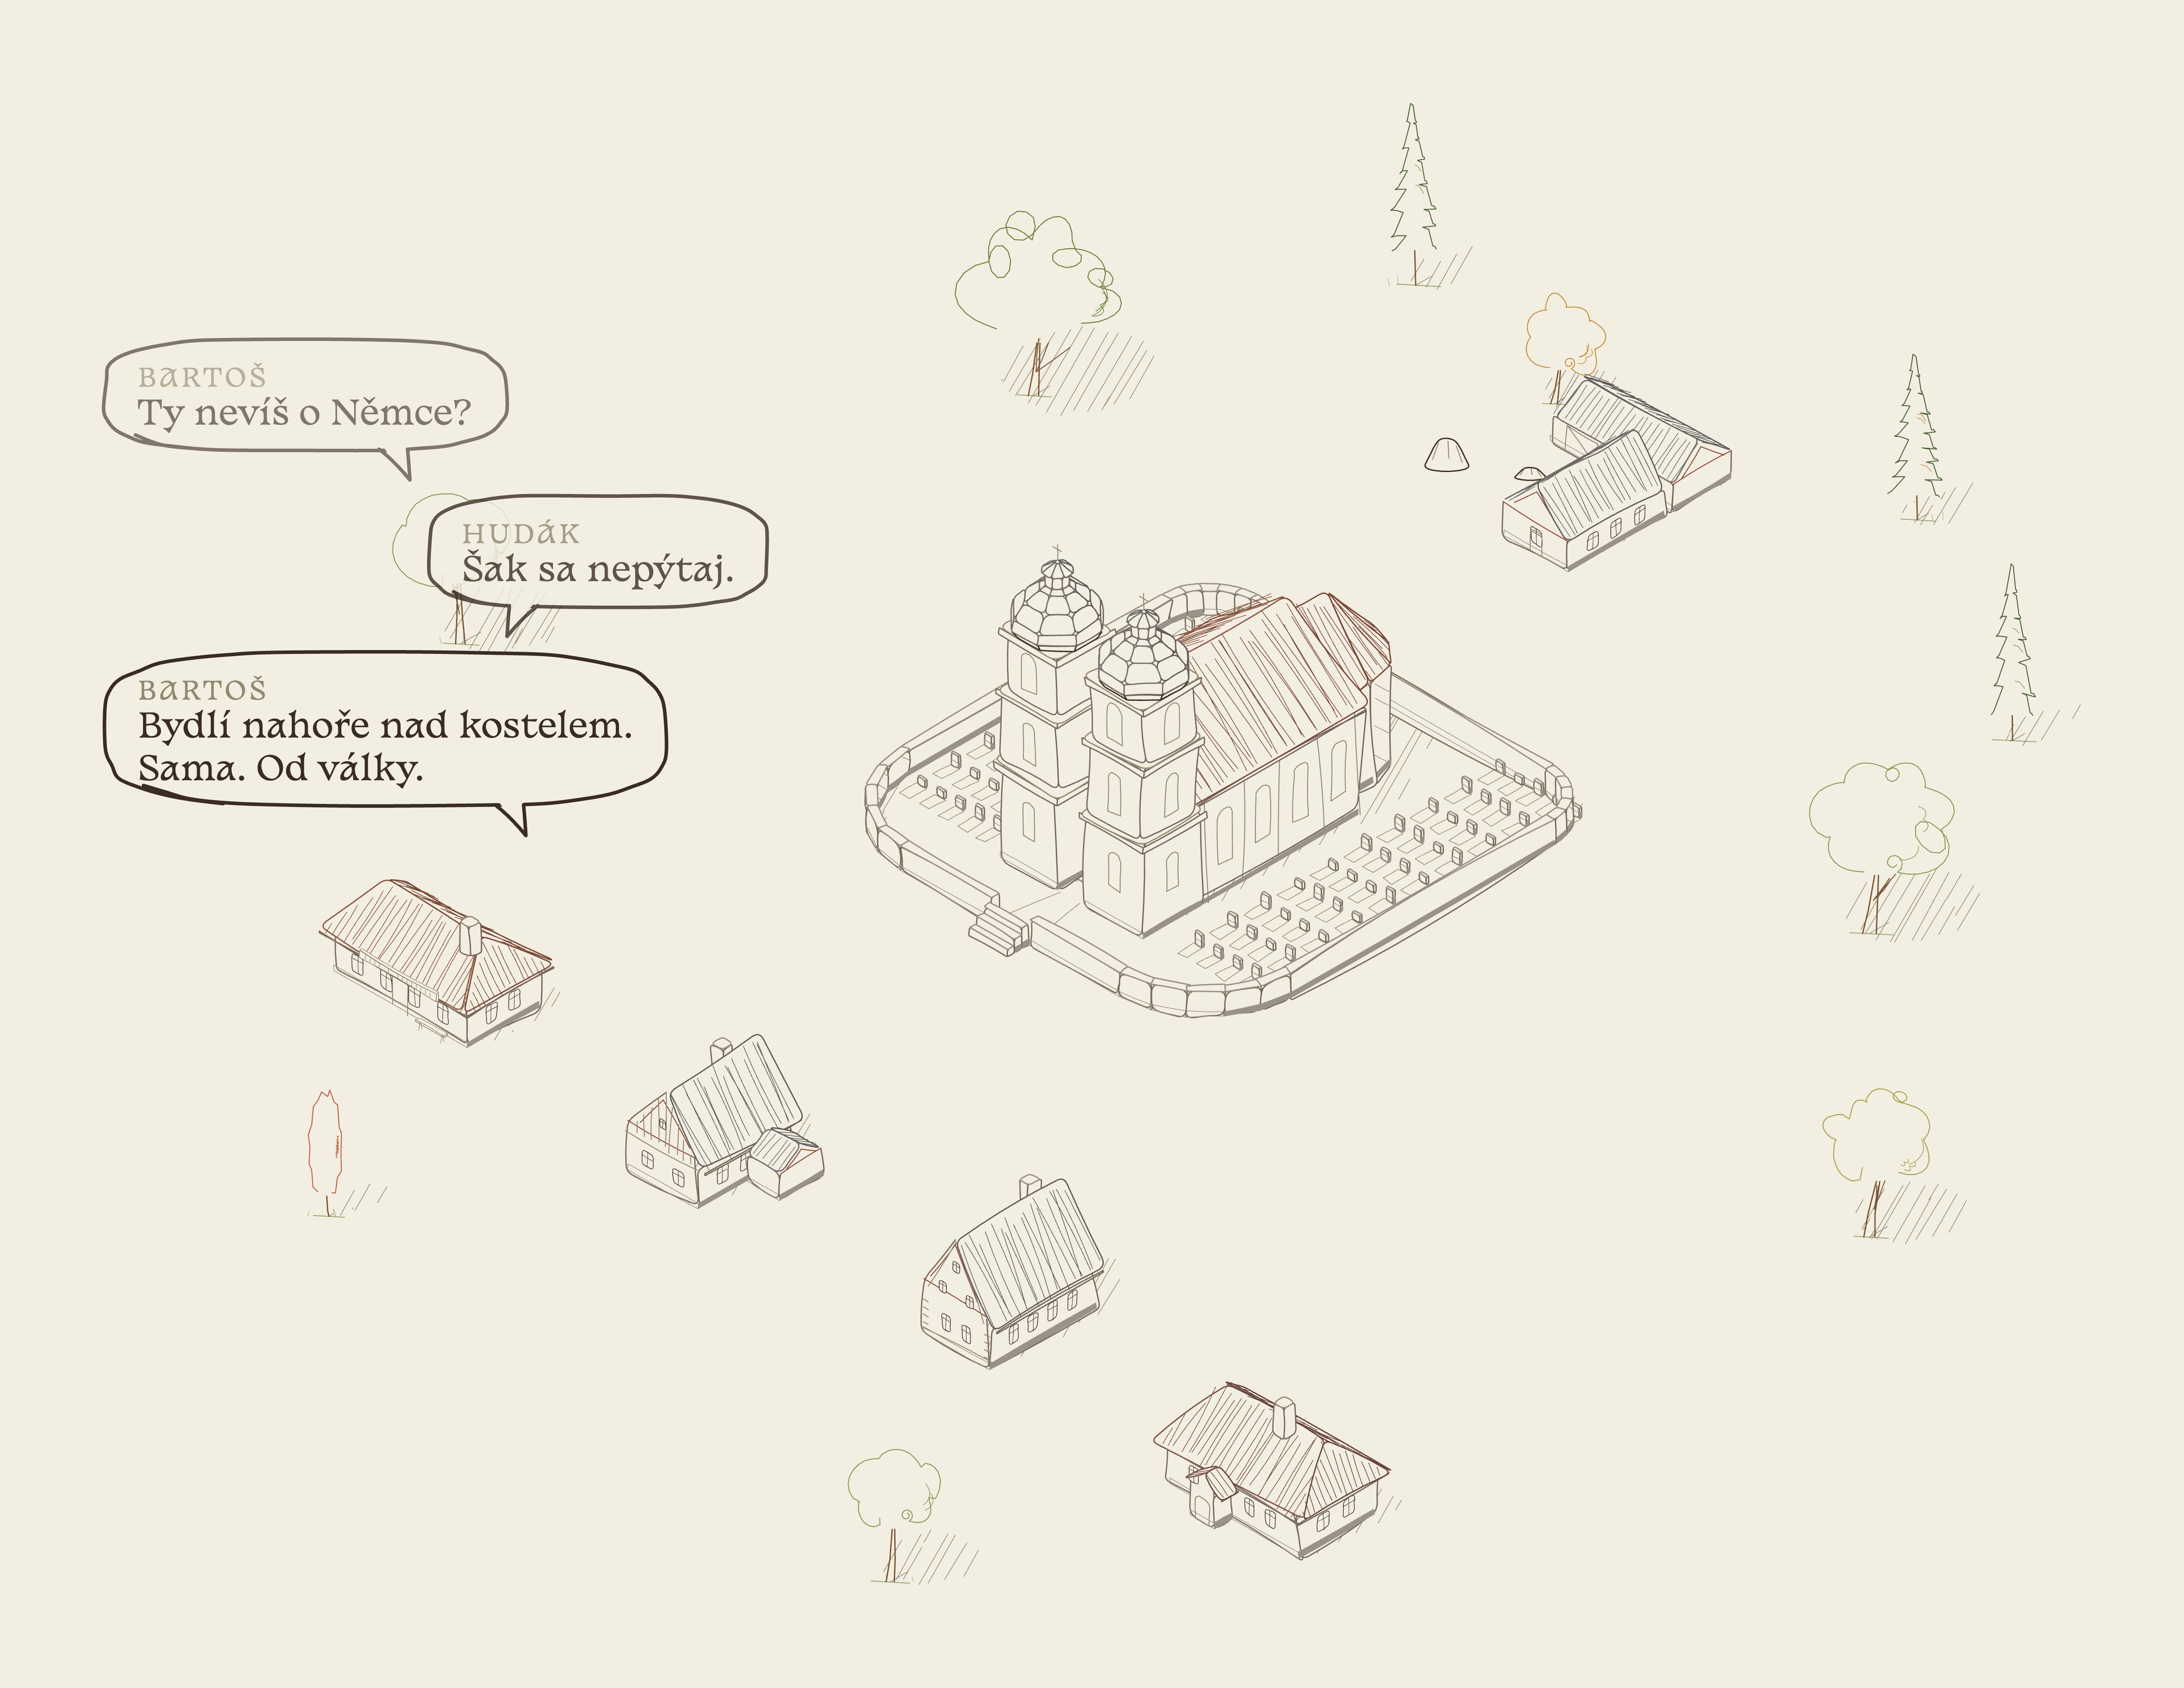 BARTOŠ
Ty nevíš o Němce?
HUDÁK
Šak sa nepýtaj.
BARTOŠ
Bydlí nahoře nad kostelem.
Sama. Od války.